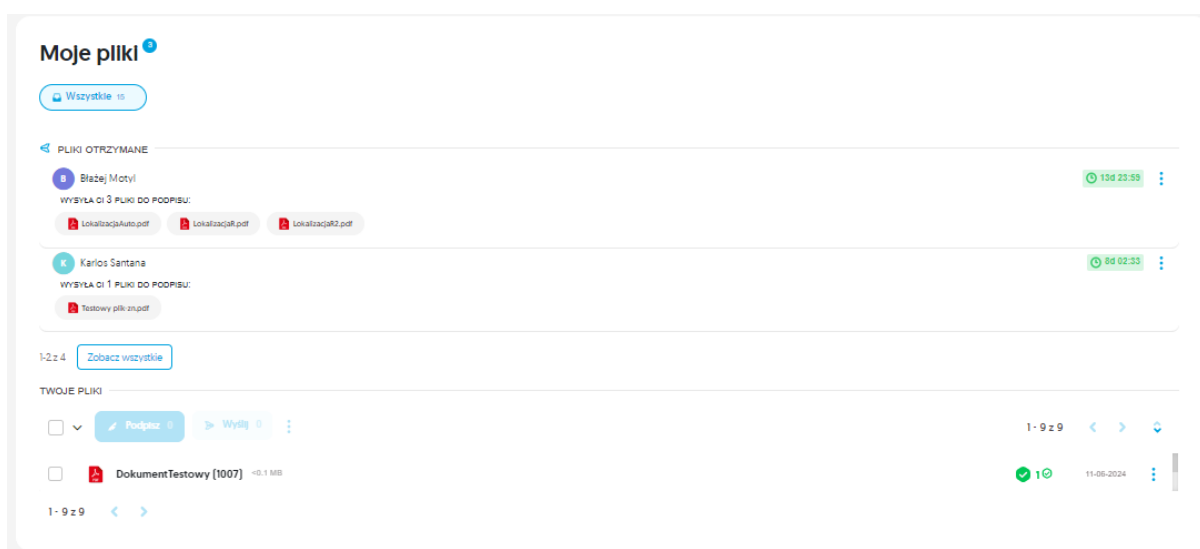 Moje pliki 3
Wszystkie 15
PLIKI OTRZYMANE
B Błażej Motyl 13d 23:59
WYSYŁA CI 3 PLIKI DO PODPISU:
LokalizacjaAuto.pdf LokalizacjaR.pdf LokalizacjaR2.pdf
K Karlos Santana 8d 02:33
WYSYŁA CI 1 PLIKI DO PODPISU:
Testowy plik-zn.pdf
1-2 z 4 Zobacz wszystkie
TWOJE PLIKI
Podpisz 0 Wyślij 0 1 - 9 z 9
DokumentTestowy (1007) <0.1 MB 1 11-06-2024
1 - 9 z 9